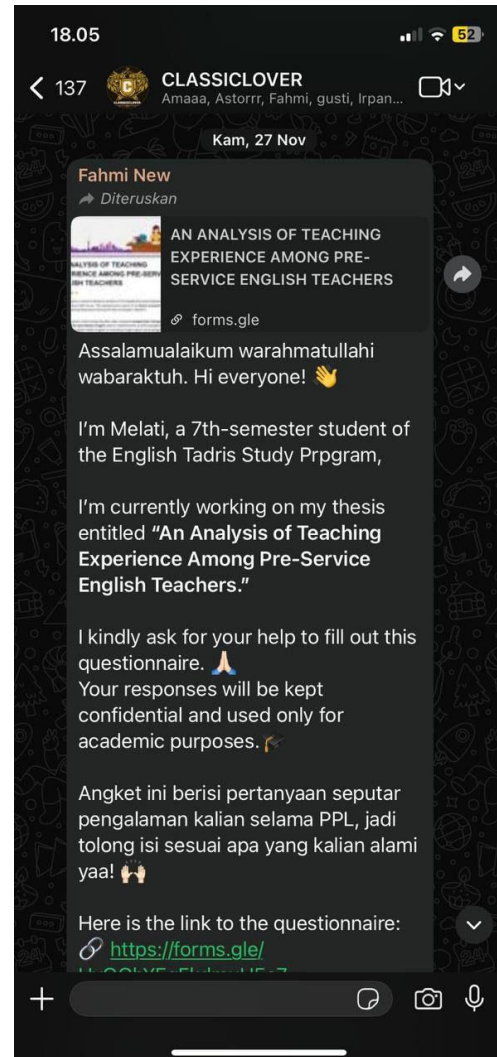 18.05
52
137
CLASSICLOVER
Amaaa, Astorrr, Fahmi, gusti, Irpan...
Kam, 27 Nov
Fahmi New
Diteruskan
AN ANALYSIS OF TEACHING
EXPERIENCE AMONG PRE-
SERVICE ENGLISH TEACHERS
forms.gle
Assalamualaikum warahmatullahi
wabaraktuh. Hi everyone! 👋
I'm Melati, a 7th-semester student of
the English Tadris Study Prpgram,
I'm currently working on my thesis
entitled “An Analysis of Teaching
Experience Among Pre-Service
English Teachers.”
I kindly ask for your help to fill out this
questionnaire. 🙏🏻
Your responses will be kept
confidential and used only for
academic purposes. 🎓
Angket ini berisi pertanyaan seputar
pengalaman kalian selama PPL, jadi
tolong isi sesuai apa yang kalian alami
yaa! 🙌🏻
Here is the link to the questionnaire:
🔗 https://forms.gle/